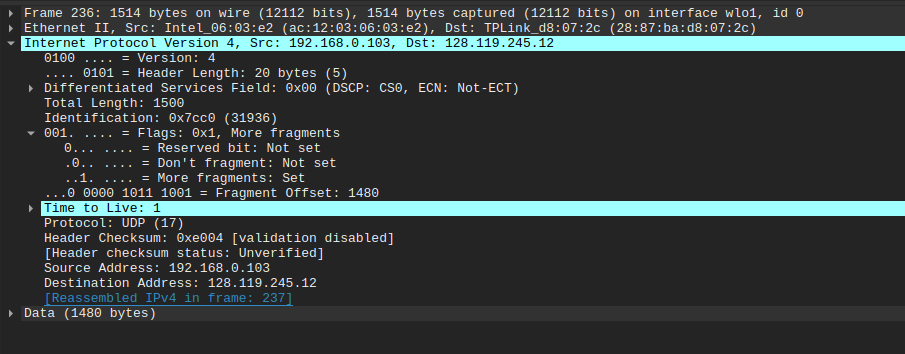 Frame 236: 1514 bytes on wire (12112 bits), 1514 bytes captured (12112 bits) on interface wlo1, id 0
Ethernet II, Src: Intel_06:03:e2 (ac:12:03:06:03:e2), Dst: TPLink_d8:07:2c (28:87:ba:d8:07:2c)
Internet Protocol Version 4, Src: 192.168.0.103, Dst: 128.119.245.12
0100 .... = Version: 4
.... 0101 = Header Length: 20 bytes (5)
Differentiated Services Field: 0x00 (DSCP: CS0, ECN: Not-ECT)
Total Length: 1500
Identification: 0x7cc0 (31936)
001. .... = Flags: 0x1, More fragments
0... .... = Reserved bit: Not set
.0.. .... = Don't fragment: Not set
..1. .... = More fragments: Set
...0 0000 1011 1001 = Fragment Offset: 1480
Time to Live: 1
Protocol: UDP (17)
Header Checksum: 0xe004 [validation disabled]
[Header checksum status: Unverified]
Source Address: 192.168.0.103
Destination Address: 128.119.245.12
[Reassembled IPv4 in frame: 237]
Data (1480 bytes)